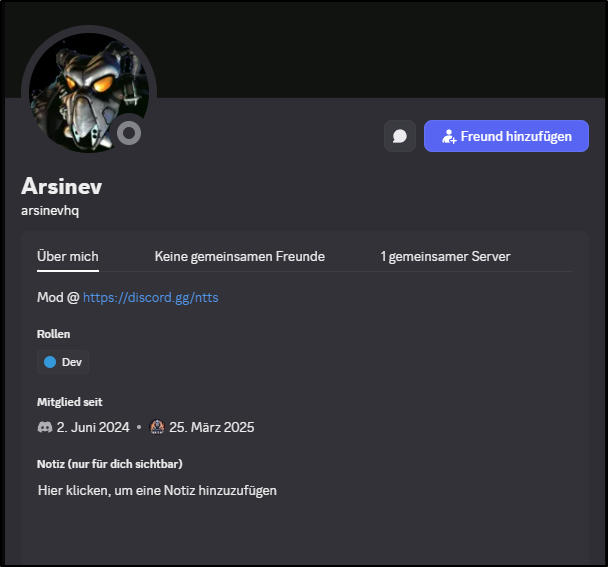 Freund hinzufügen
Arsinev
arsinevhq
Über mich Keine gemeinsamen Freunde 1 gemeinsamer Server
Mod @ https://discord.gg/ntts
Rollen
Dev
Mitglied seit
2. Juni 2024 • 25. März 2025
Notiz (nur für dich sichtbar)
Hier klicken, um eine Notiz hinzuzufügen